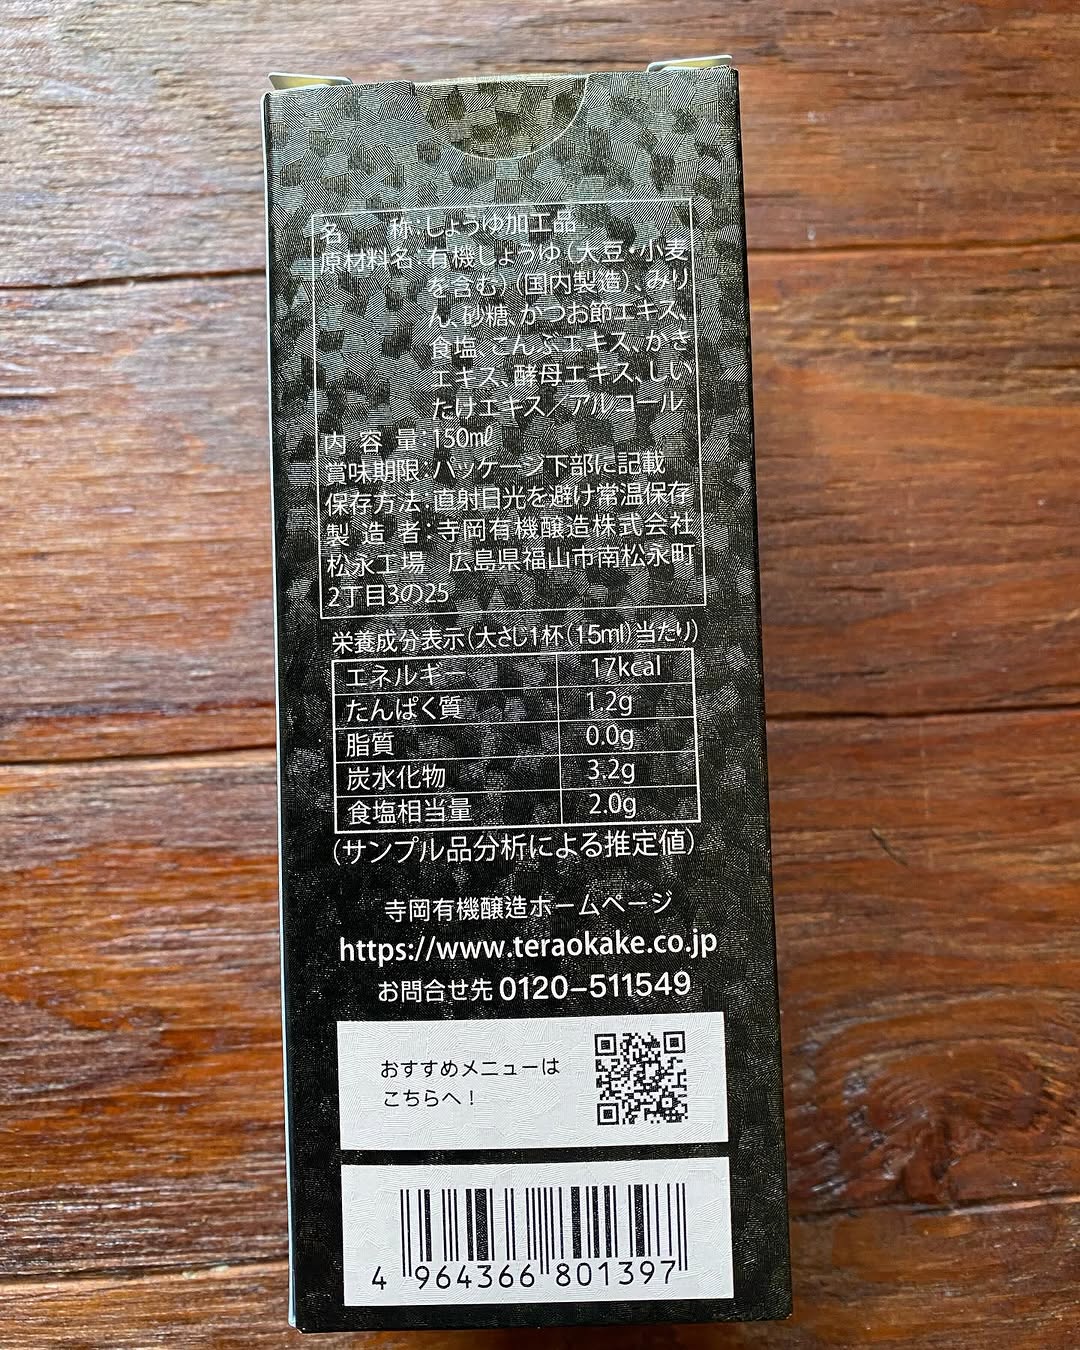 名　　称：しょうゆ加工品
原材料名：有機しょうゆ（大豆・小麦
を含む）（国内製造）、みり
ん、砂糖、かつお節エキス、
食塩、こんぶエキス、かき
エキス、酵母エキス、しい
たけエキス／アルコール
内 容 量：150㎖
賞味期限：パッケージ下部に記載
保存方法：直射日光を避け常温保存
製 造 者：寺岡有機醸造株式会社
松永工場　広島県福山市南松永町
2丁目3の25
栄養成分表示（大さじ1杯（15ml）当たり）
エネルギー 17kcal
たんぱく質 1.2g
脂質 0.0g
炭水化物 3.2g
食塩相当量 2.0g
（サンプル品分析による推定値）
寺岡有機醸造ホームページ
https://www.teraokake.co.jp
お問合せ先 0120−511549
おすすめメニューは
こちらへ！
4 964366 801397